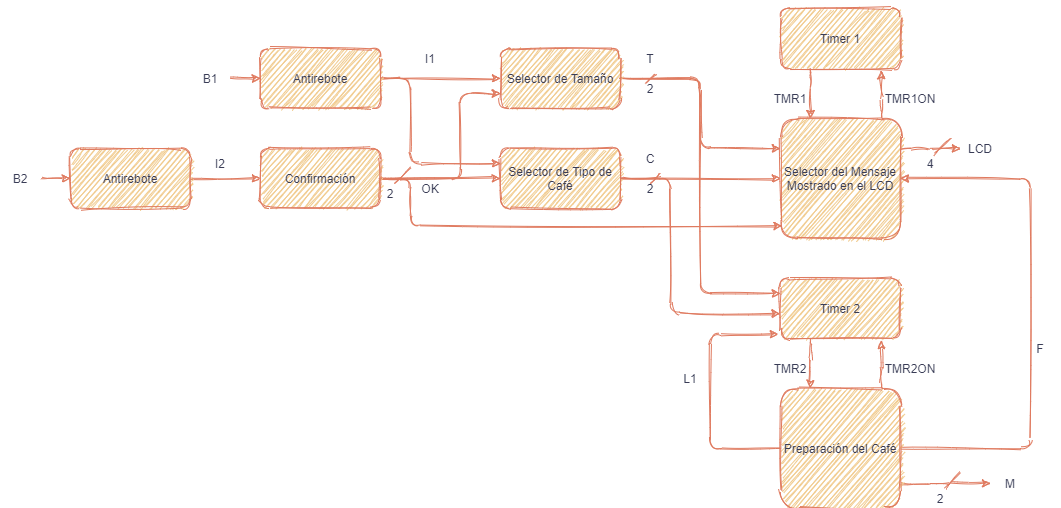 Timer 1
I1
T
B1
Antirebote
Selector de Tamaño
2
TMR1
TMR1ON
I2
C
LCD
4
B2
Antirebote
Confirmación
2
OK
Selector de Tipo de
Café
2
Selector del Mensaje
Mostrado en el LCD
Timer 2
F
L1
TMR2
TMR2ON
Preparación del Café
M
2